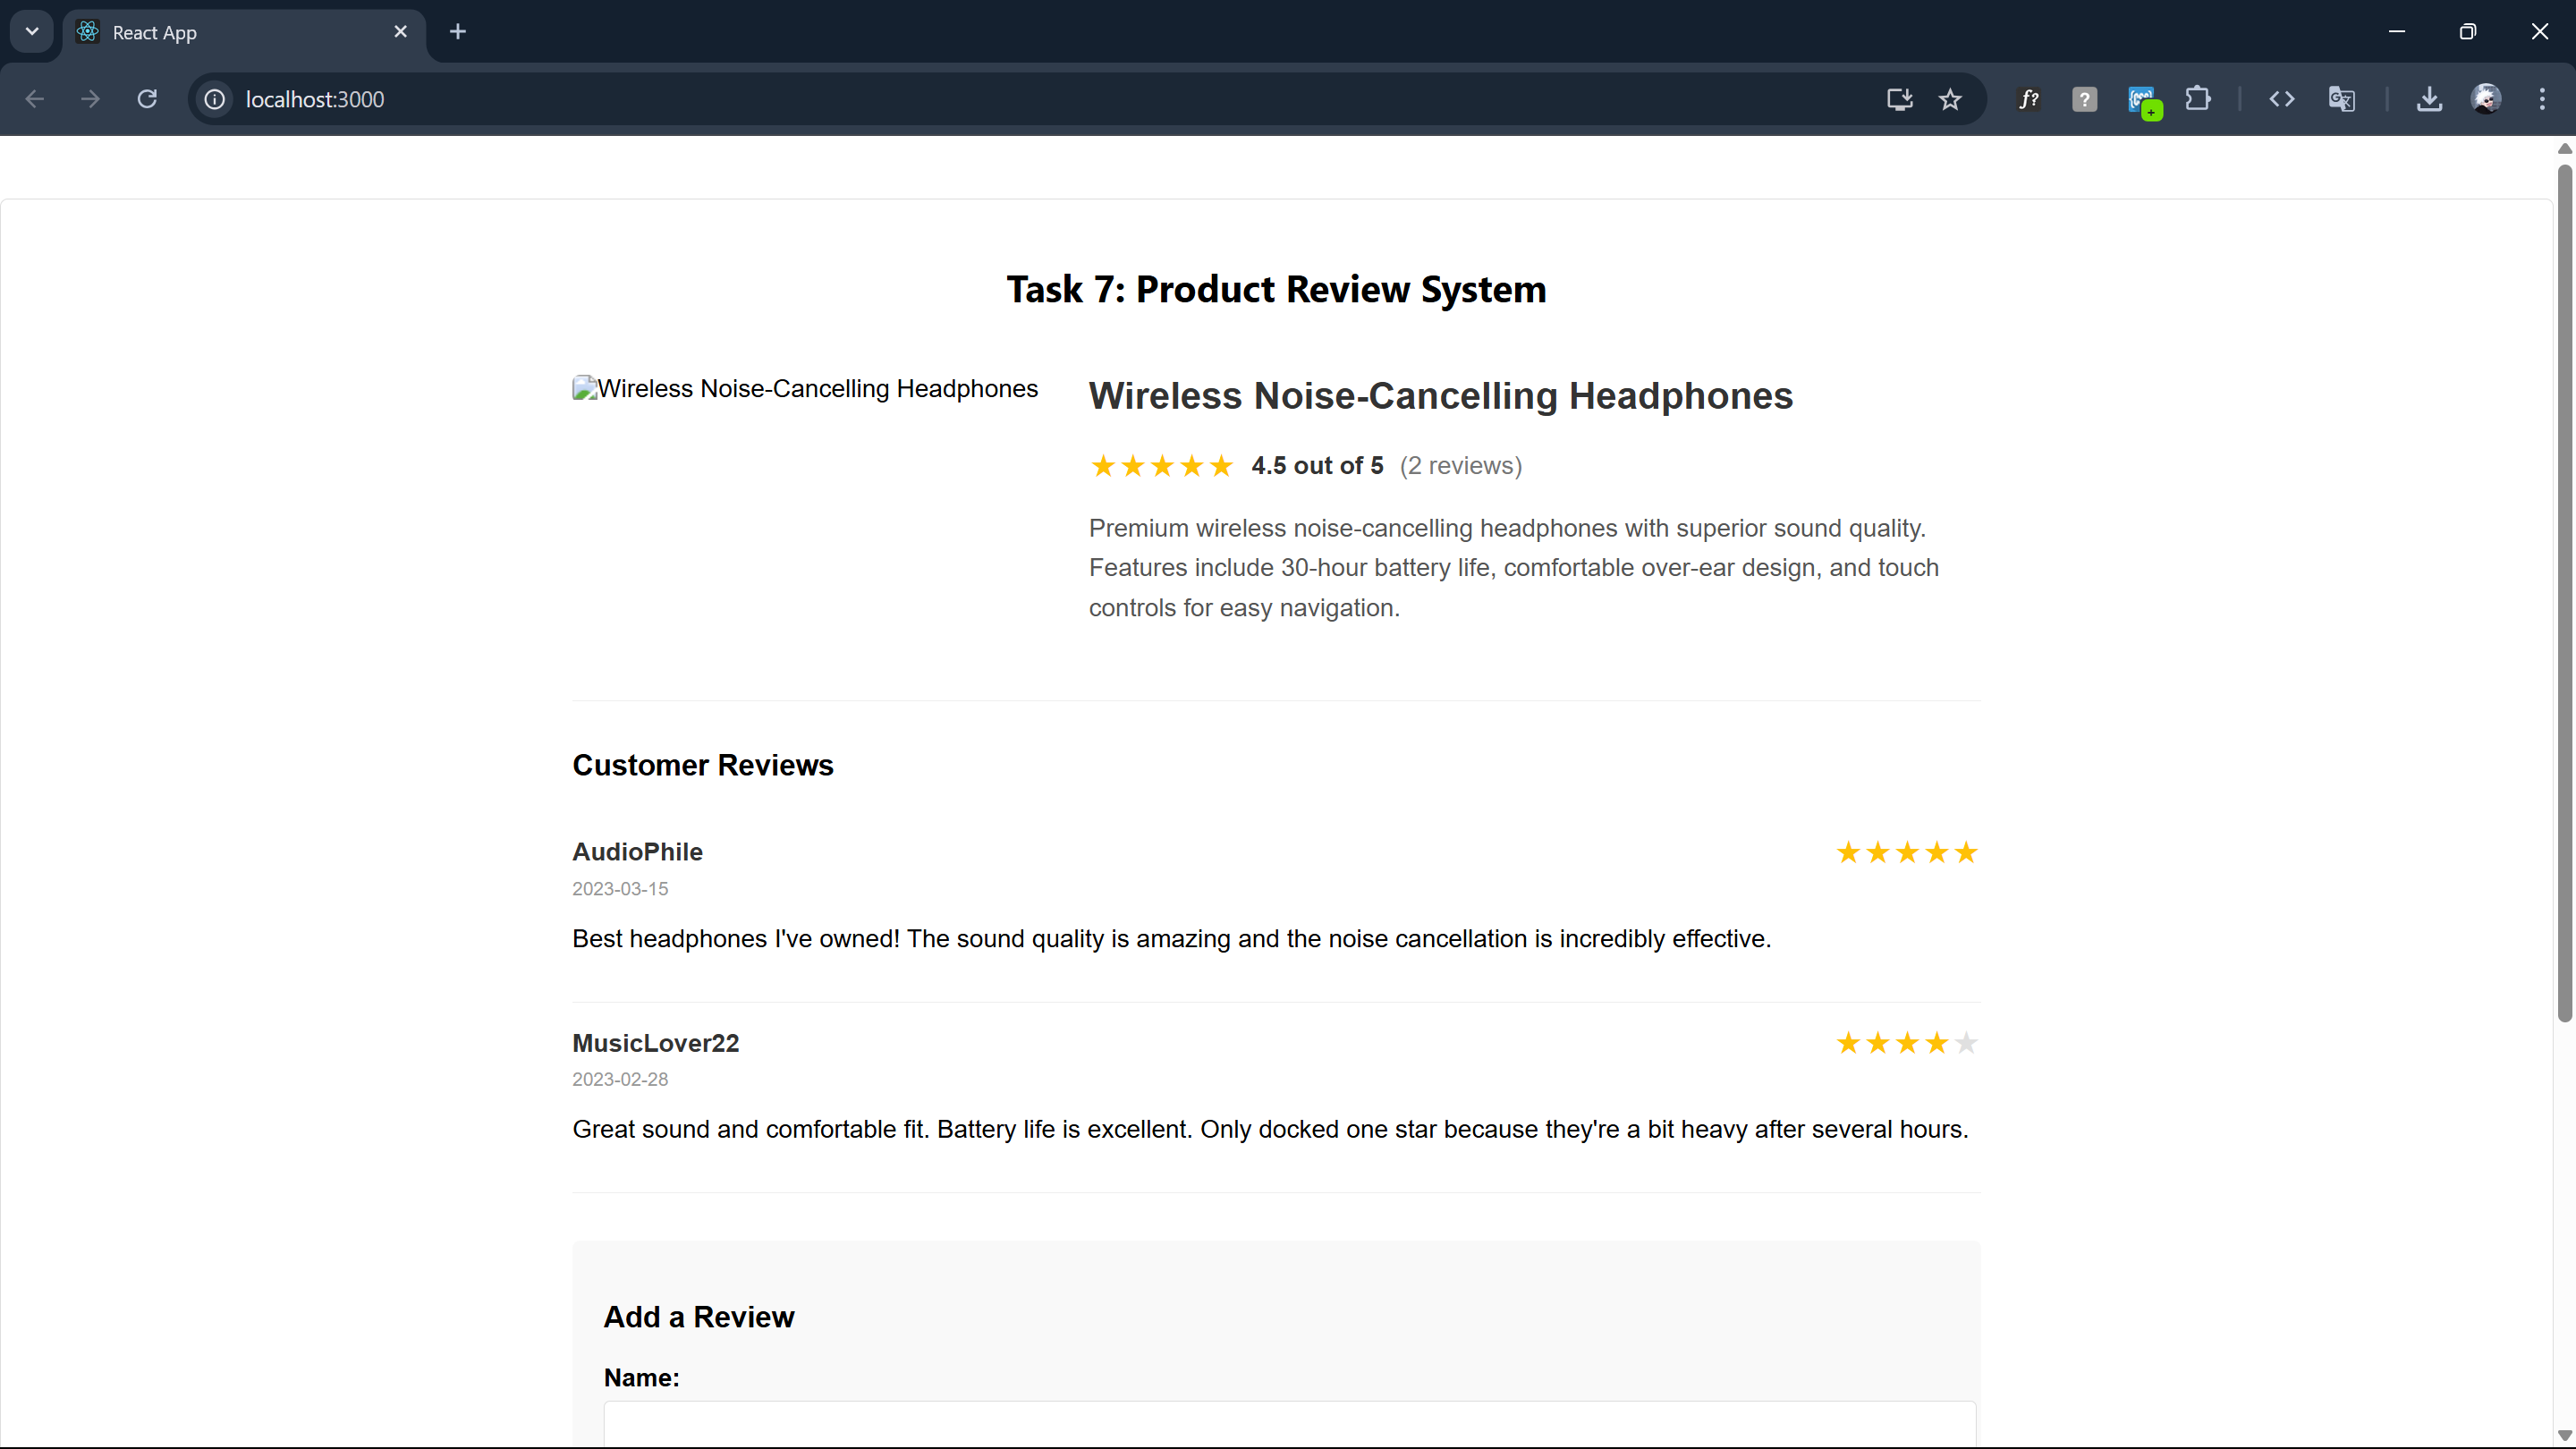 React App
localhost:3000
Task 7: Product Review System
Wireless Noise-Cancelling Headphones
Wireless Noise-Cancelling Headphones
★★★★★ 4.5 out of 5 (2 reviews)
Premium wireless noise-cancelling headphones with superior sound quality.
Features include 30-hour battery life, comfortable over-ear design, and touch
controls for easy navigation.
Customer Reviews
AudioPhile ★★★★★
2023-03-15
Best headphones I've owned! The sound quality is amazing and the noise cancellation is incredibly effective.
MusicLover22 ★★★★★
2023-02-28
Great sound and comfortable fit. Battery life is excellent. Only docked one star because they're a bit heavy after several hours.
Add a Review
Name: